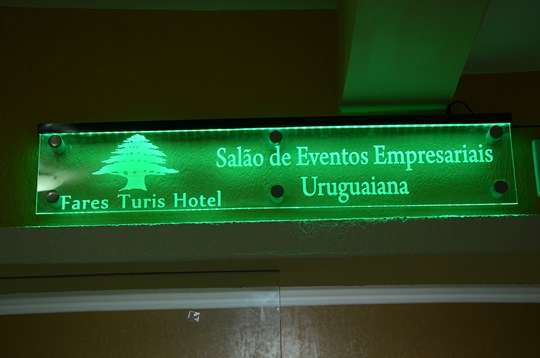 Fares Turis Hotel
Salão de Eventos Empresariais
Uruguaiana